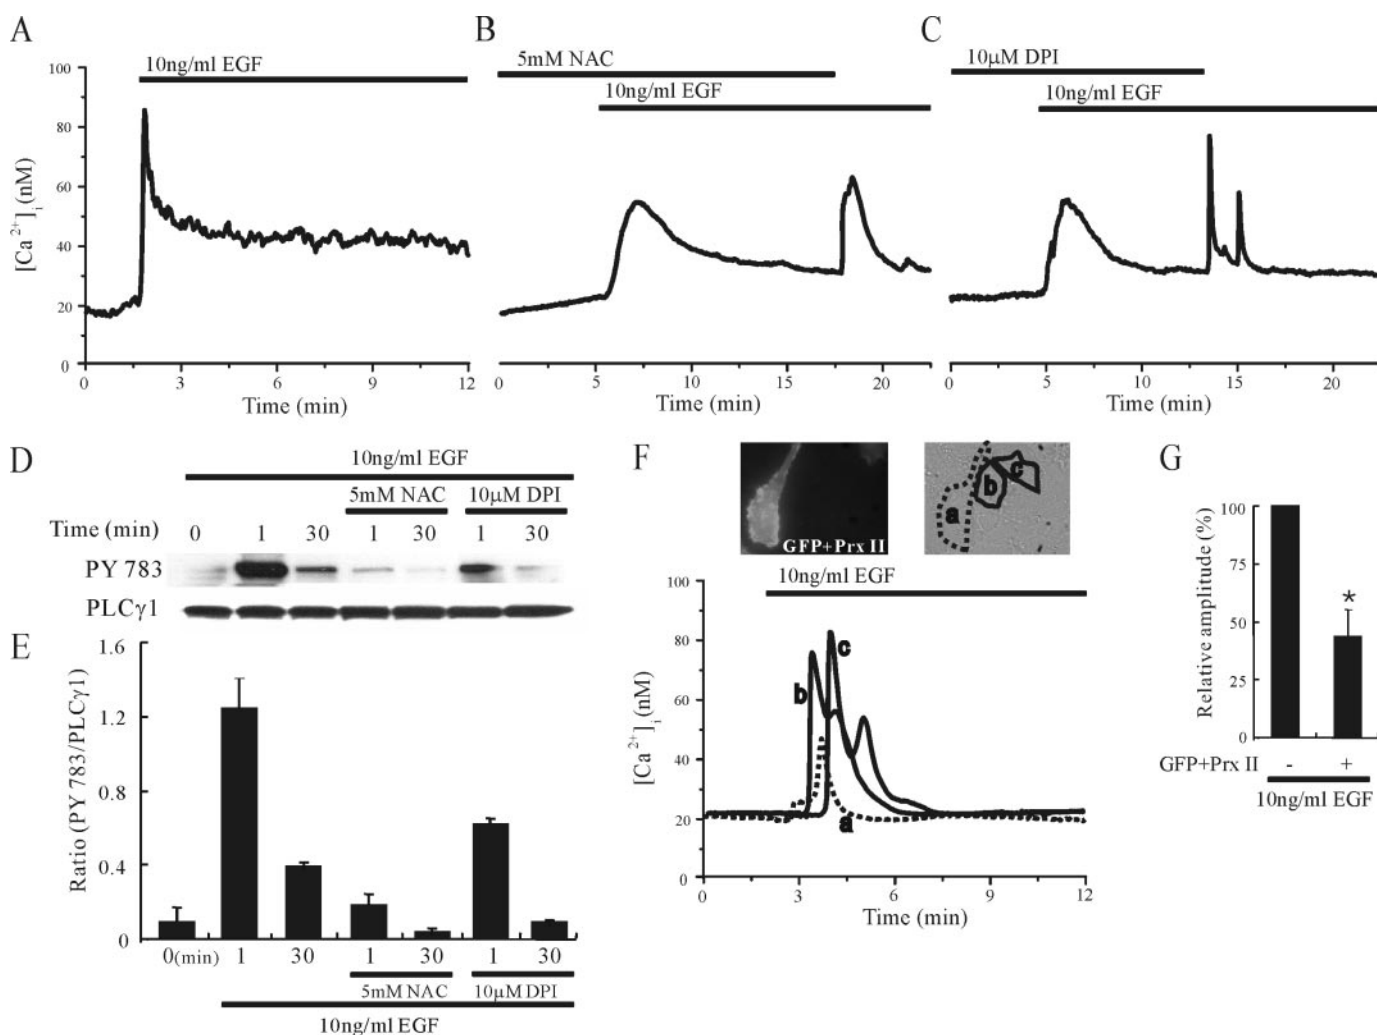 A
10ng/ml EGF
[Ca2+]i (nM)
100
80
60
40
20
0
0 3 6 9 12
Time (min)
B
5mM NAC
10ng/ml EGF
0 5 10 15 20
Time (min)
C
10μM DPI
10ng/ml EGF
0 5 10 15 20
Time (min)
D
10ng/ml EGF
5mM NAC 10μM DPI
Time (min) 0 1 30 1 30 1 30
PY 783
PLCγ1
E
Ratio (PY 783/PLCγ1)
1.6
1.2
0.8
0.4
0
0(min) 1 30 1 30 1 30
5mM NAC 10μM DPI
10ng/ml EGF
F
GFP+Prx II
a b c
10ng/ml EGF
[Ca2+]i (nM)
100
80
60
40
20
0
b c
a
0 3 6 9 12
Time (min)
G
Relative amplitude (%)
100
75
50
25
0
*
GFP+Prx II - +
10ng/ml EGF